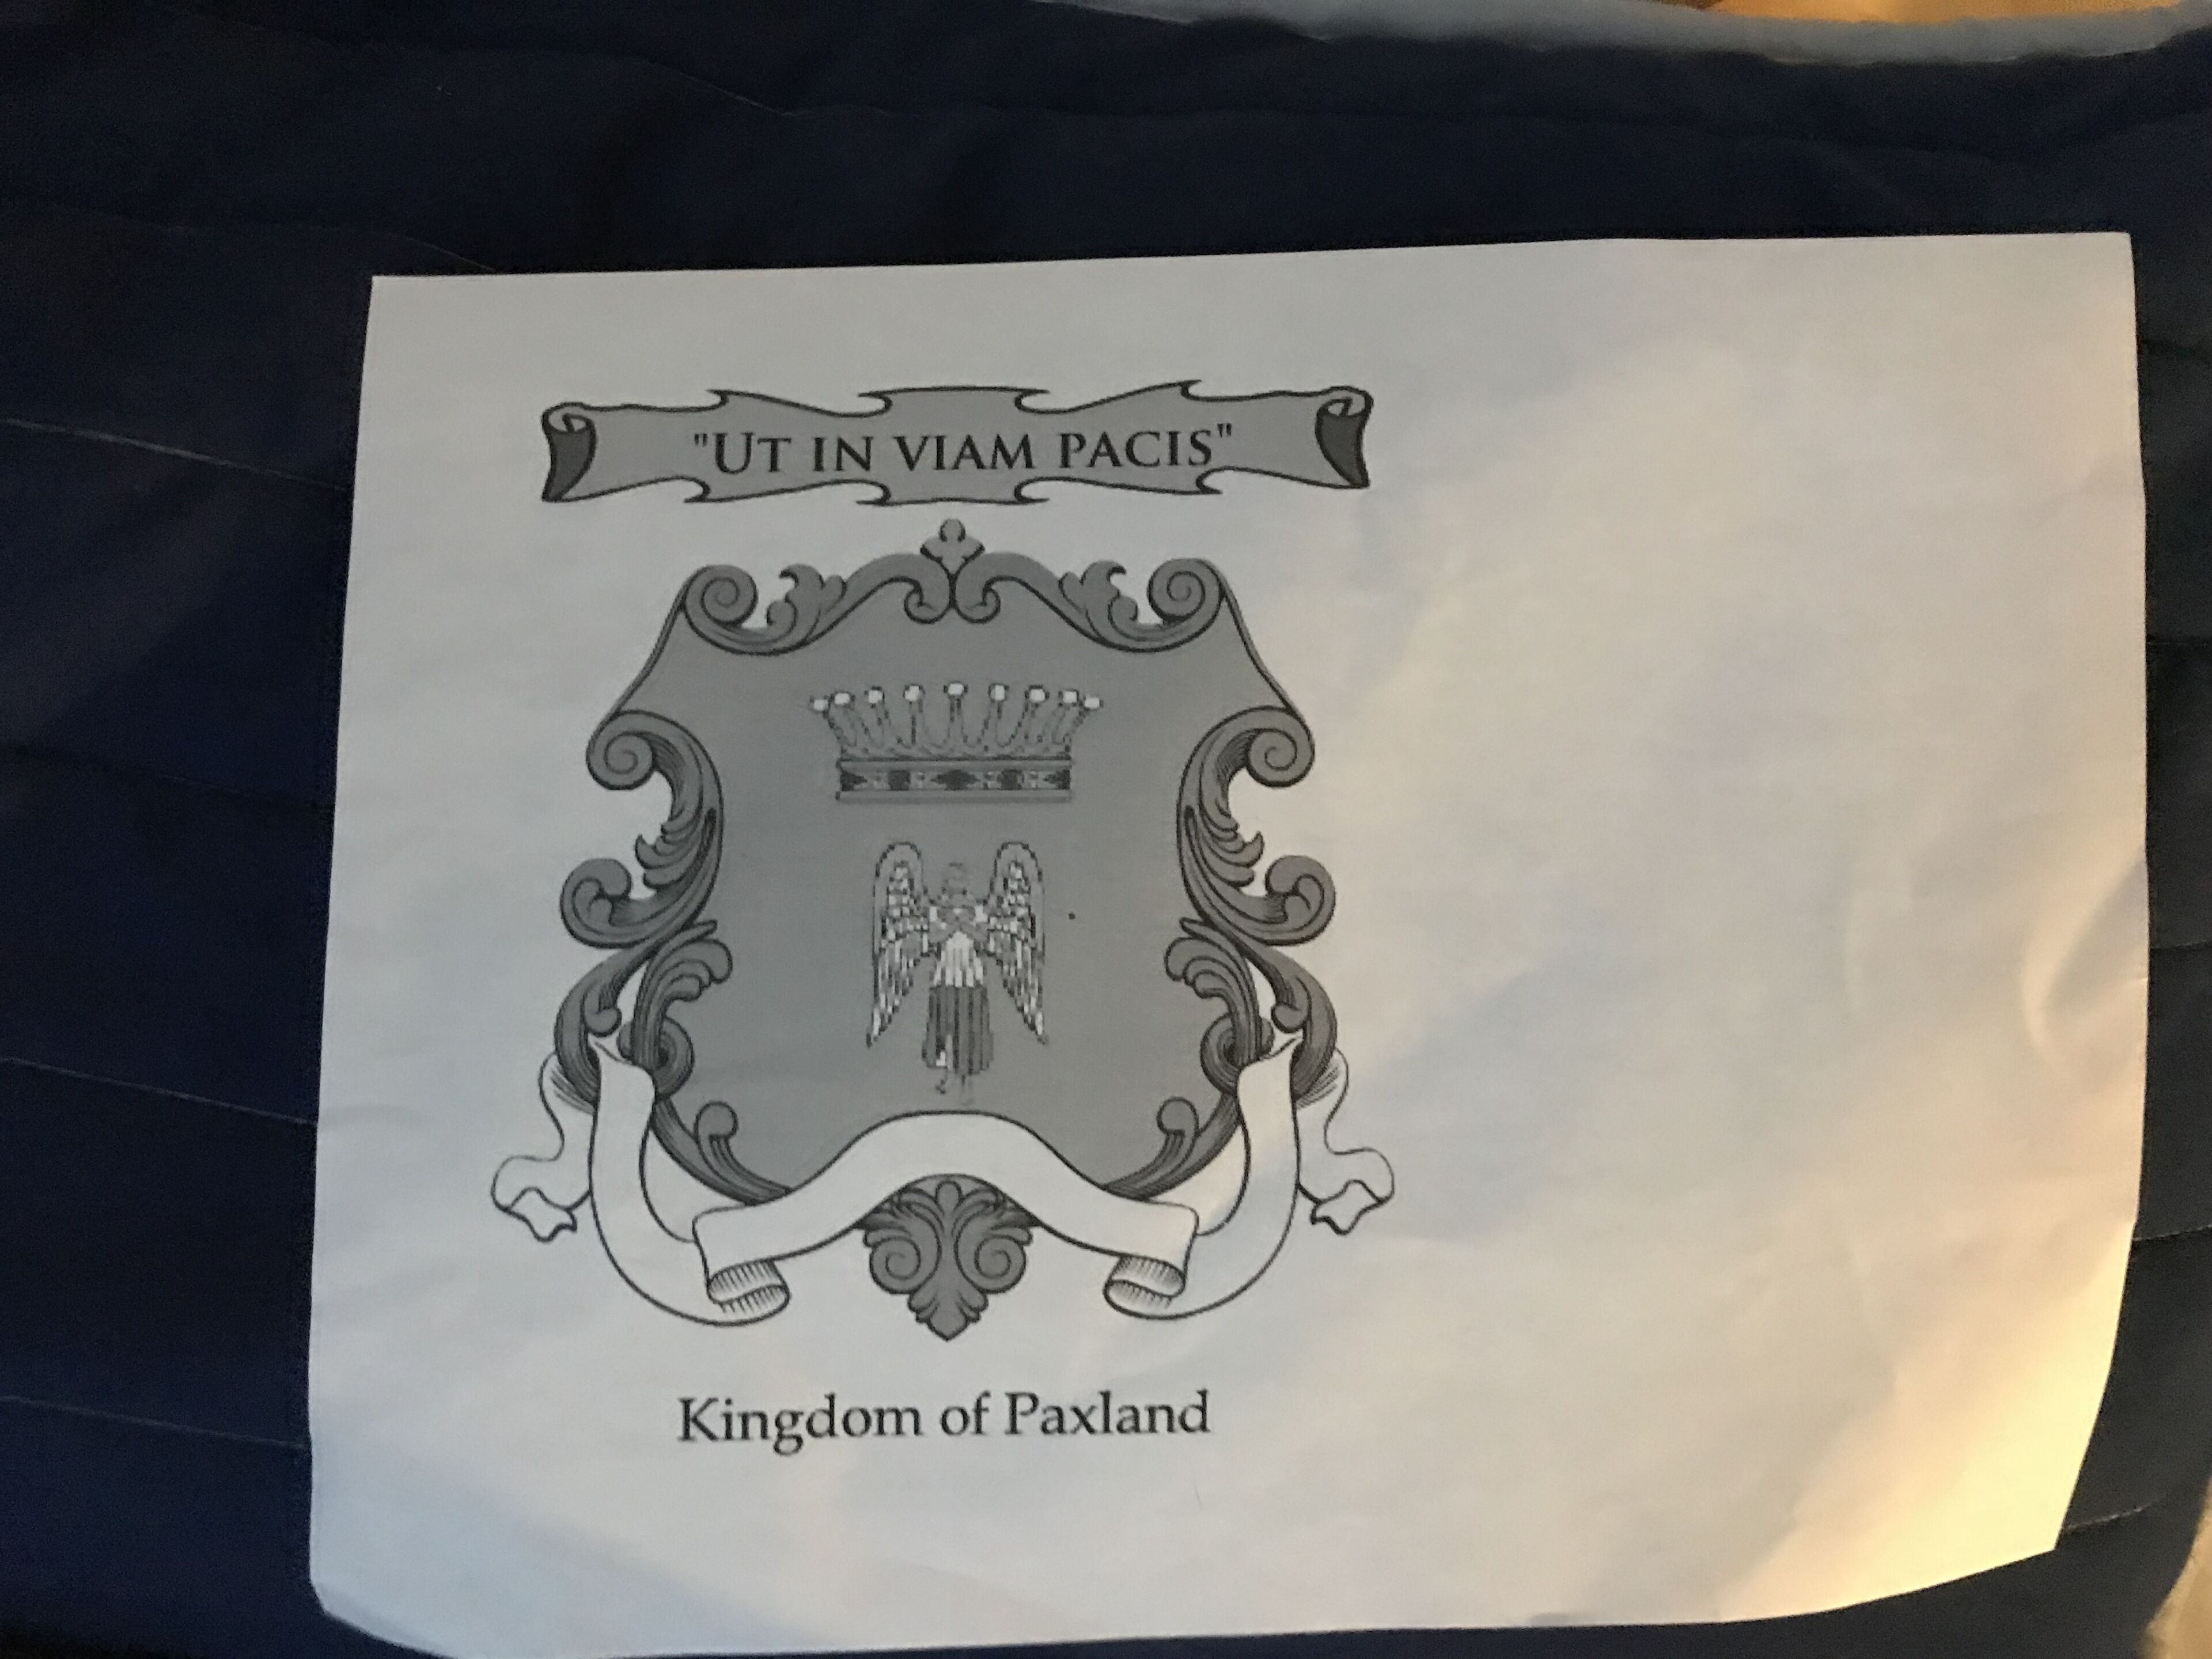 "UT IN VIAM PACIS"
Kingdom of Paxland